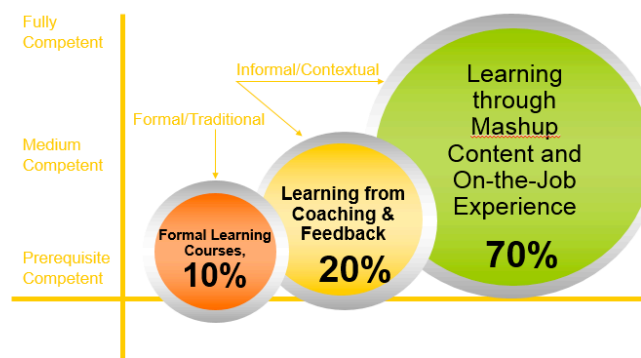 Fully
Competent
Informal/Contextual
Formal/Traditional
Medium
Competent
Prerequisite
Competent
Formal Learning
Courses,
10%
Learning from
Coaching &
Feedback
20%
Learning
through
Mashup
Content and
On-the-Job
Experience
70%